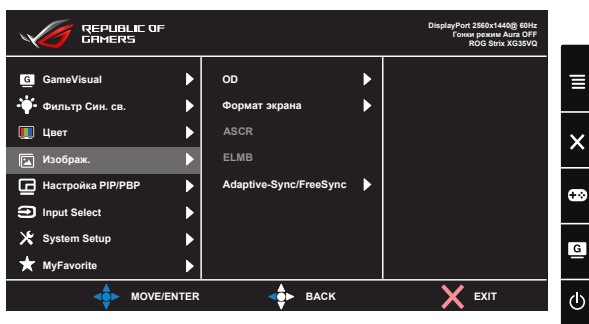 REPUBLIC OF
GAMERS
DisplayPort 2560x1440@ 60Hz
Гонки режим Aura OFF
ROG Strix XG35VQ
G GameVisual
Фильтр Син. св.
Цвет
Изображ.
Настройка PIP/PBP
Input Select
System Setup
MyFavorite
OD
Формат экрана
ASCR
ELMB
Adaptive-Sync/FreeSync
G
MOVE/ENTER
BACK
EXIT